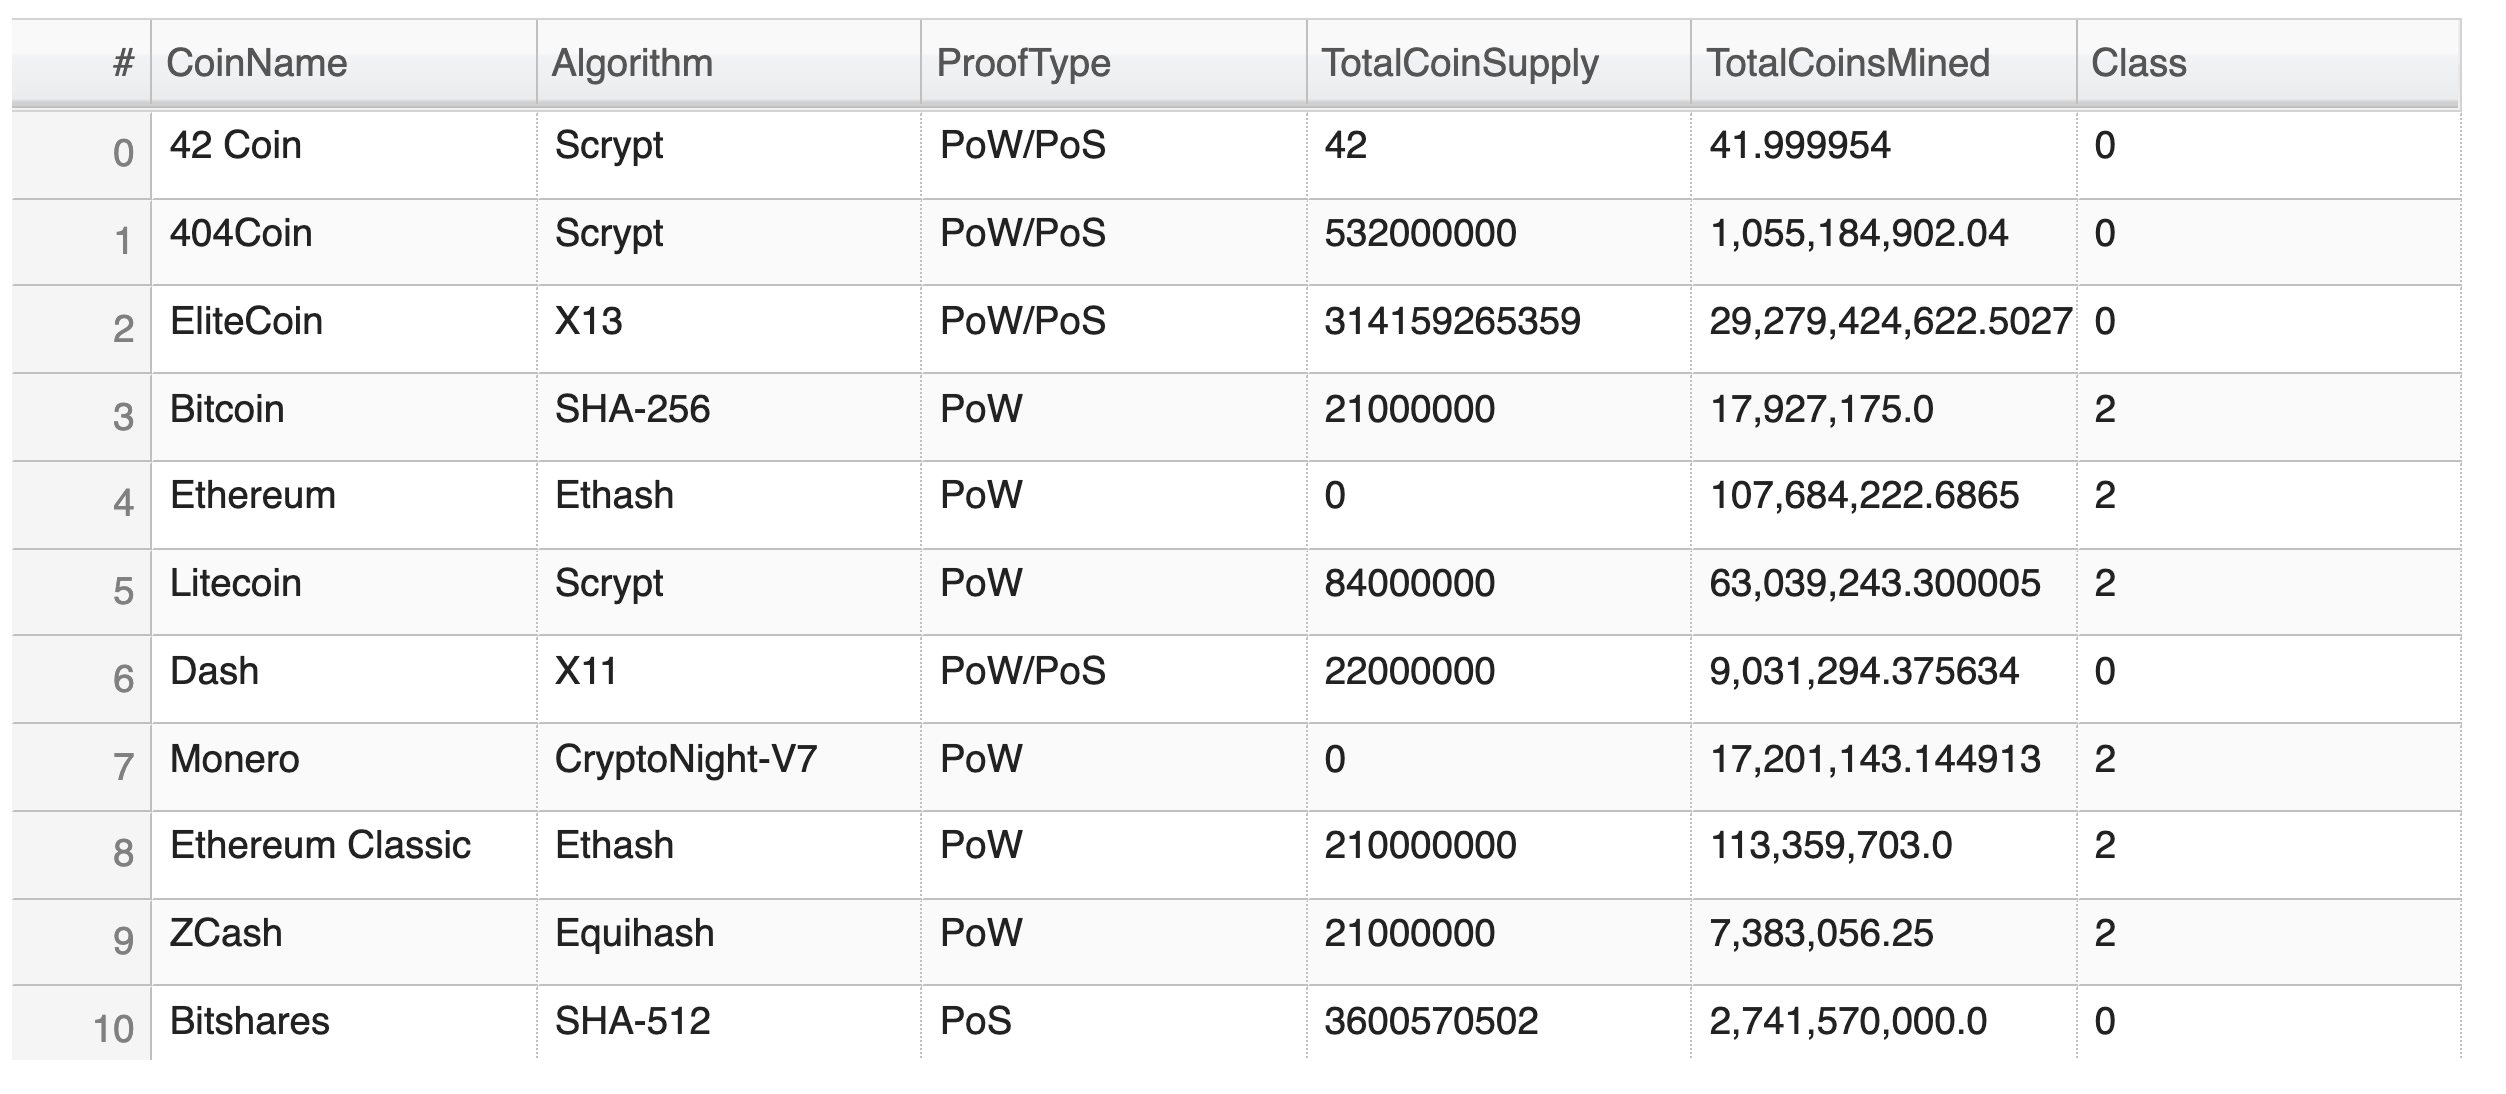 # CoinName Algorithm ProofType TotalCoinSupply TotalCoinsMined Class
0 42 Coin Scrypt PoW/PoS 42 41.999954 0
1 404Coin Scrypt PoW/PoS 532000000 1,055,184,902.04 0
2 EliteCoin X13 PoW/PoS 314159265359 29,279,424,622.5027 0
3 Bitcoin SHA-256 PoW 21000000 17,927,175.0 2
4 Ethereum Ethash PoW 0 107,684,222.6865 2
5 Litecoin Scrypt PoW 84000000 63,039,243.300005 2
6 Dash X11 PoW/PoS 22000000 9,031,294.375634 0
7 Monero CryptoNight-V7 PoW 0 17,201,143.144913 2
8 Ethereum Classic Ethash PoW 210000000 113,359,703.0 2
9 ZCash Equihash PoW 21000000 7,383,056.25 2
10 Bitshares SHA-512 PoS 3600570502 2,741,570,000.0 0